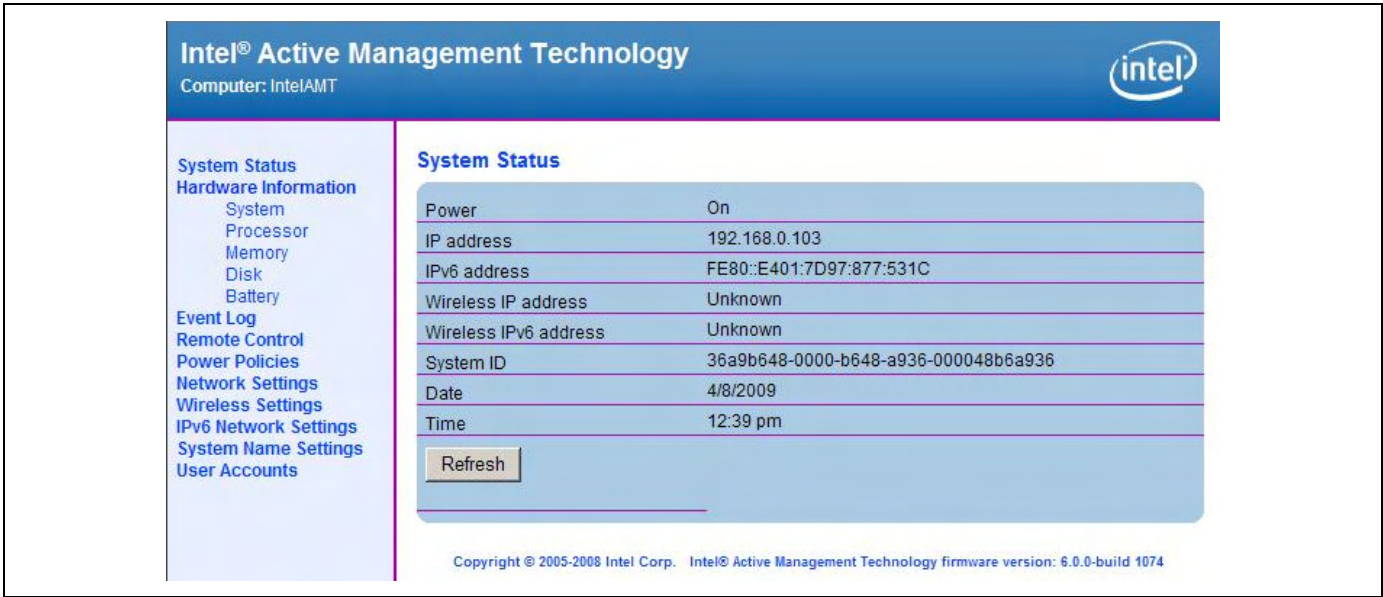 Intel® Active Management Technology
Computer: IntelAMT
intel
System Status
Hardware Information
System
Processor
Memory
Disk
Battery
Event Log
Remote Control
Power Policies
Network Settings
Wireless Settings
IPv6 Network Settings
System Name Settings
User Accounts
System Status
Power On
IP address 192.168.0.103
IPv6 address FE80::E401:7D97:877:531C
Wireless IP address Unknown
Wireless IPv6 address Unknown
System ID 36a9b648-0000-b648-a936-000048b6a936
Date 4/8/2009
Time 12:39 pm
Refresh
Copyright © 2005-2008 Intel Corp. Intel® Active Management Technology firmware version: 6.0.0-build 1074